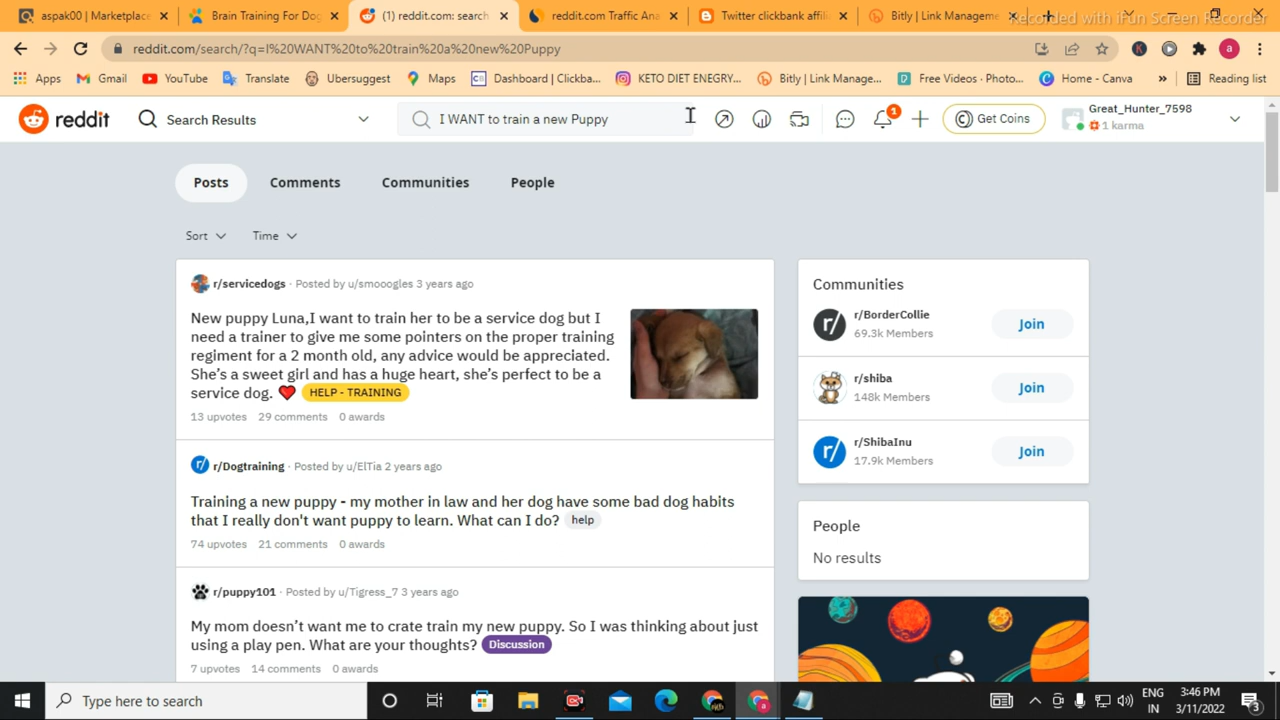 aspak00 | Marketplace
Brain Training For Dog
(1) reddit.com: search
reddit.com Traffic Ana
Twitter clickbank affili
Bitly | Link Manageme
Recorded with iFun Screen Recorder
reddit.com/search/?q=I%20WANT%20to%20train%20a%20new%20Puppy
K
a
Apps
Gmail
YouTube
Translate
Ubersuggest
Maps
Dashboard | Clickba...
KETO DIET ENEGRY...
Bitly | Link Manage...
Free Videos · Photo...
Home - Canva
»
Reading list
reddit
Search Results
I WANT to train a new Puppy
1
Get Coins
Great_Hunter_7598
1 karma
Posts
Comments
Communities
People
Sort
Time
r/servicedogs · Posted by u/smooogles 3 years ago
New puppy Luna,I want to train her to be a service dog but I
need a trainer to give me some pointers on the proper training
regiment for a 2 month old, any advice would be appreciated.
She's a sweet girl and has a huge heart, she's perfect to be a
service dog. ❤️ HELP - TRAINING
13 upvotes 29 comments 0 awards
r/Dogtraining · Posted by u/ElTia 2 years ago
Training a new puppy - my mother in law and her dog have some bad dog habits
that I really don't want puppy to learn. What can I do? help
74 upvotes 21 comments 0 awards
r/puppy101 · Posted by u/Tigress_7 3 years ago
My mom doesn't want me to crate train my new puppy. So I was thinking about just
using a play pen. What are your thoughts? Discussion
7 upvotes 14 comments 0 awards
Communities
r/BorderCollie
69.3k Members
Join
r/shiba
148k Members
Join
r/ShibaInu
17.9k Members
Join
People
No results
Type here to search
ENG
IN
3:46 PM
3/11/2022
3